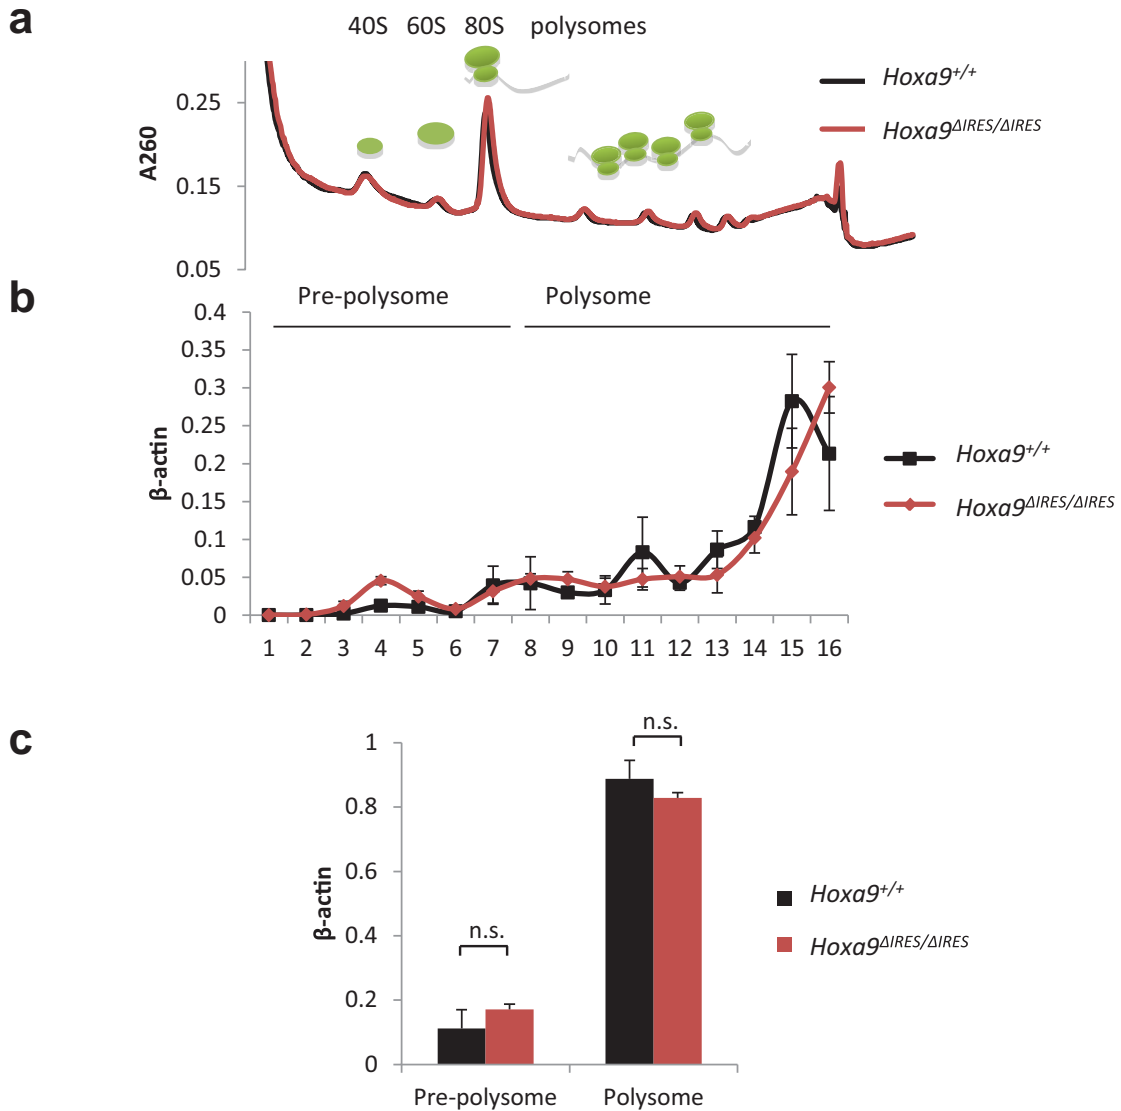 a
40S 60S 80S polysomes
0.25
0.15
0.05
A260
Hoxa9+/+
Hoxa9ΔIRES/ΔIRES
b
Pre-polysome Polysome
0.4
0.35
0.3
0.25
0.2
0.15
0.1
0.05
0
β-actin
1 2 3 4 5 6 7 8 9 10 11 12 13 14 15 16
Hoxa9+/+
Hoxa9ΔIRES/ΔIRES
c
n.s.
n.s.
1
0.8
0.6
0.4
0.2
0
β-actin
Pre-polysome Polysome
Hoxa9+/+
Hoxa9ΔIRES/ΔIRES